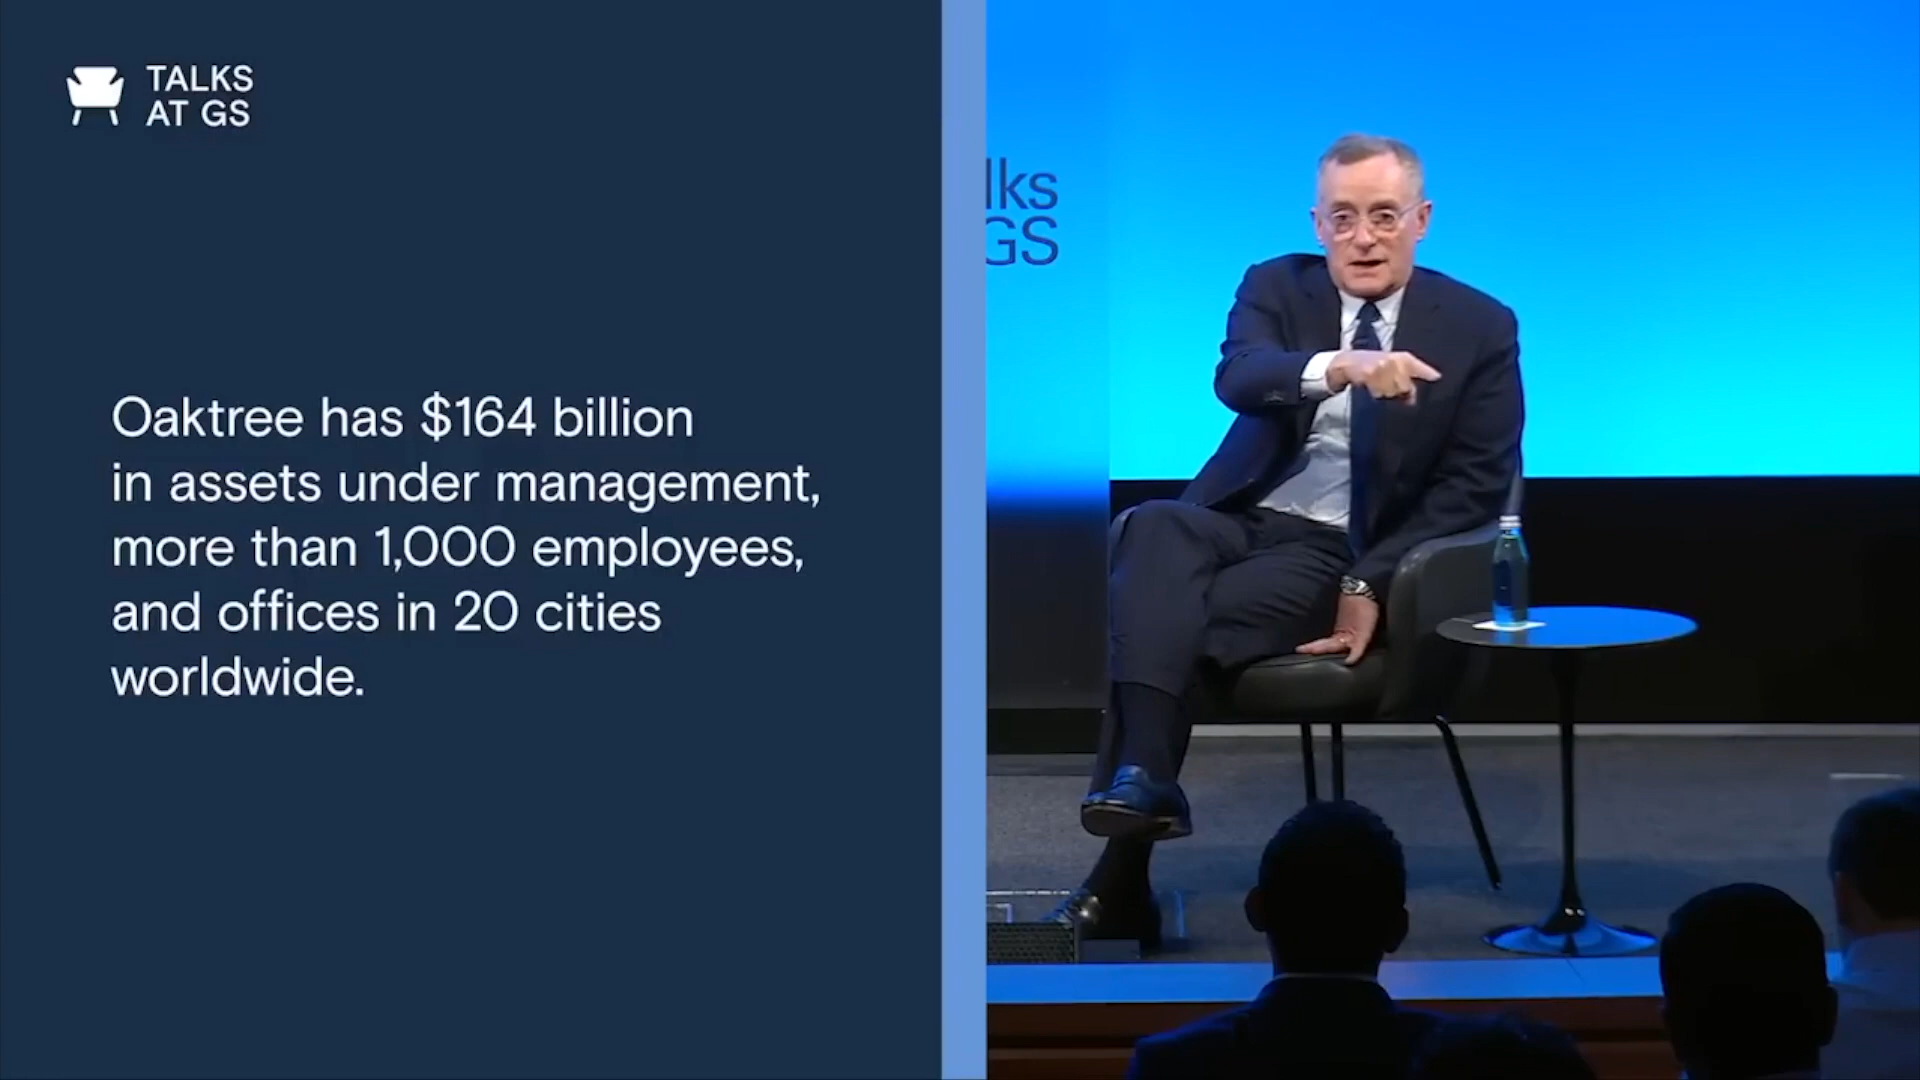 TALKS
AT GS
Oaktree has $164 billion
in assets under management,
more than 1,000 employees,
and offices in 20 cities
worldwide.
lks
GS